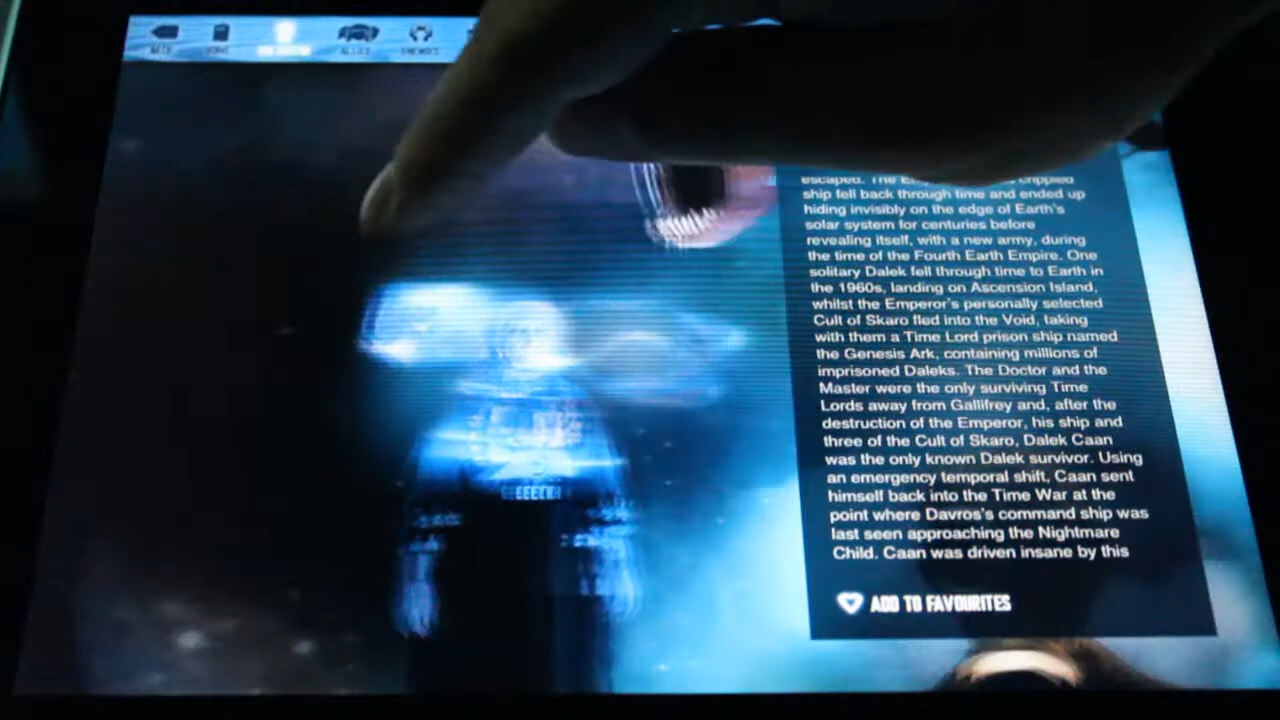 BACK
HOME
ALLIES
ENEMIES
escaped. The crippled
ship fell back through time and ended up
hiding invisibly on the edge of Earth's
solar system for centuries before
revealing itself, with a new army, during
the time of the Fourth Earth Empire. One
solitary Dalek fell through time to Earth in
the 1960s, landing on Ascension Island,
whilst the Emperor's personally selected
Cult of Skaro fled into the Void, taking
with them a Time Lord prison ship named
the Genesis Ark, containing millions of
imprisoned Daleks. The Doctor and the
Master were the only surviving Time
Lords away from Gallifrey and, after the
destruction of the Emperor, his ship and
three of the Cult of Skaro, Dalek Caan
was the only known Dalek survivor. Using
an emergency temporal shift, Caan sent
himself back into the Time War at the
point where Davros's command ship was
last seen approaching the Nightmare
Child. Caan was driven insane by this
ADD TO FAVOURITES